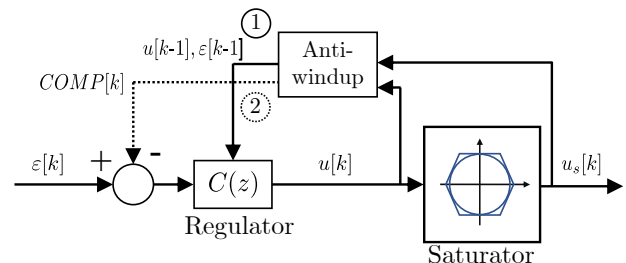 1
u[k-1], ε[k-1]
Anti-
windup
COMP[k]
2
ε[k]
+
-
C(z)
u[k]
u_s[k]
Regulator
Saturator